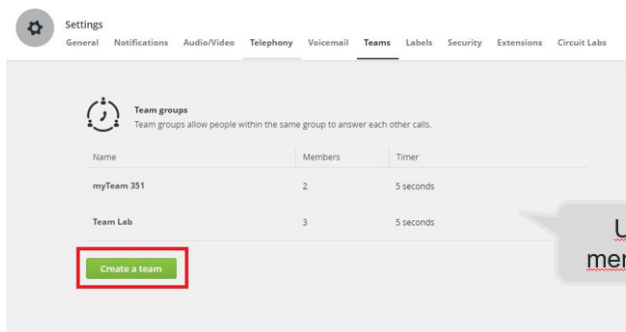 Settings
General Notifications Audio/Video Telephony Voicemail Teams Labels Security Extensions Circuit Labs
Team groups
Team groups allow people within the same group to answer each other calls.
Name Members Timer
myTeam 351 2 5 seconds
Team Lab 3 5 seconds
Create a team